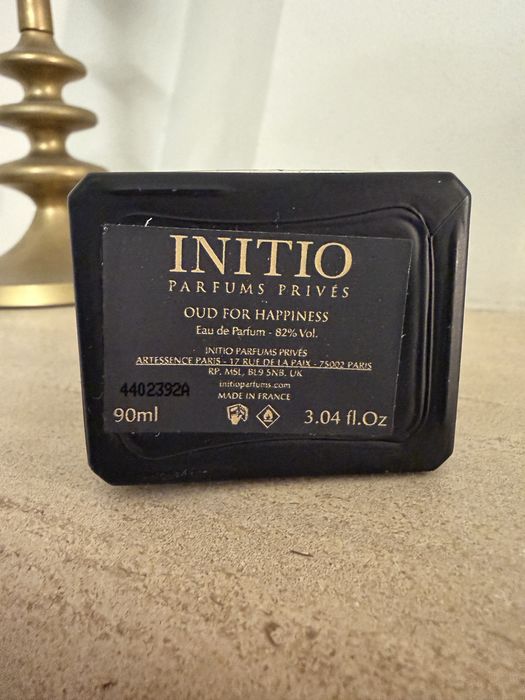 INITIO
PARFUMS PRIVÉS
OUD FOR HAPPINESS
Eau de Parfum - 82% Vol.
INITIO PARFUMS PRIVÉS
ARTESSENCE PARIS - 17 RUE DE LA PAIX - 75002 PARIS
RP. MSL, BL9 5NB, UK
initioparfums.com
4402392A
MADE IN FRANCE
90ml 3.04 fl.Oz